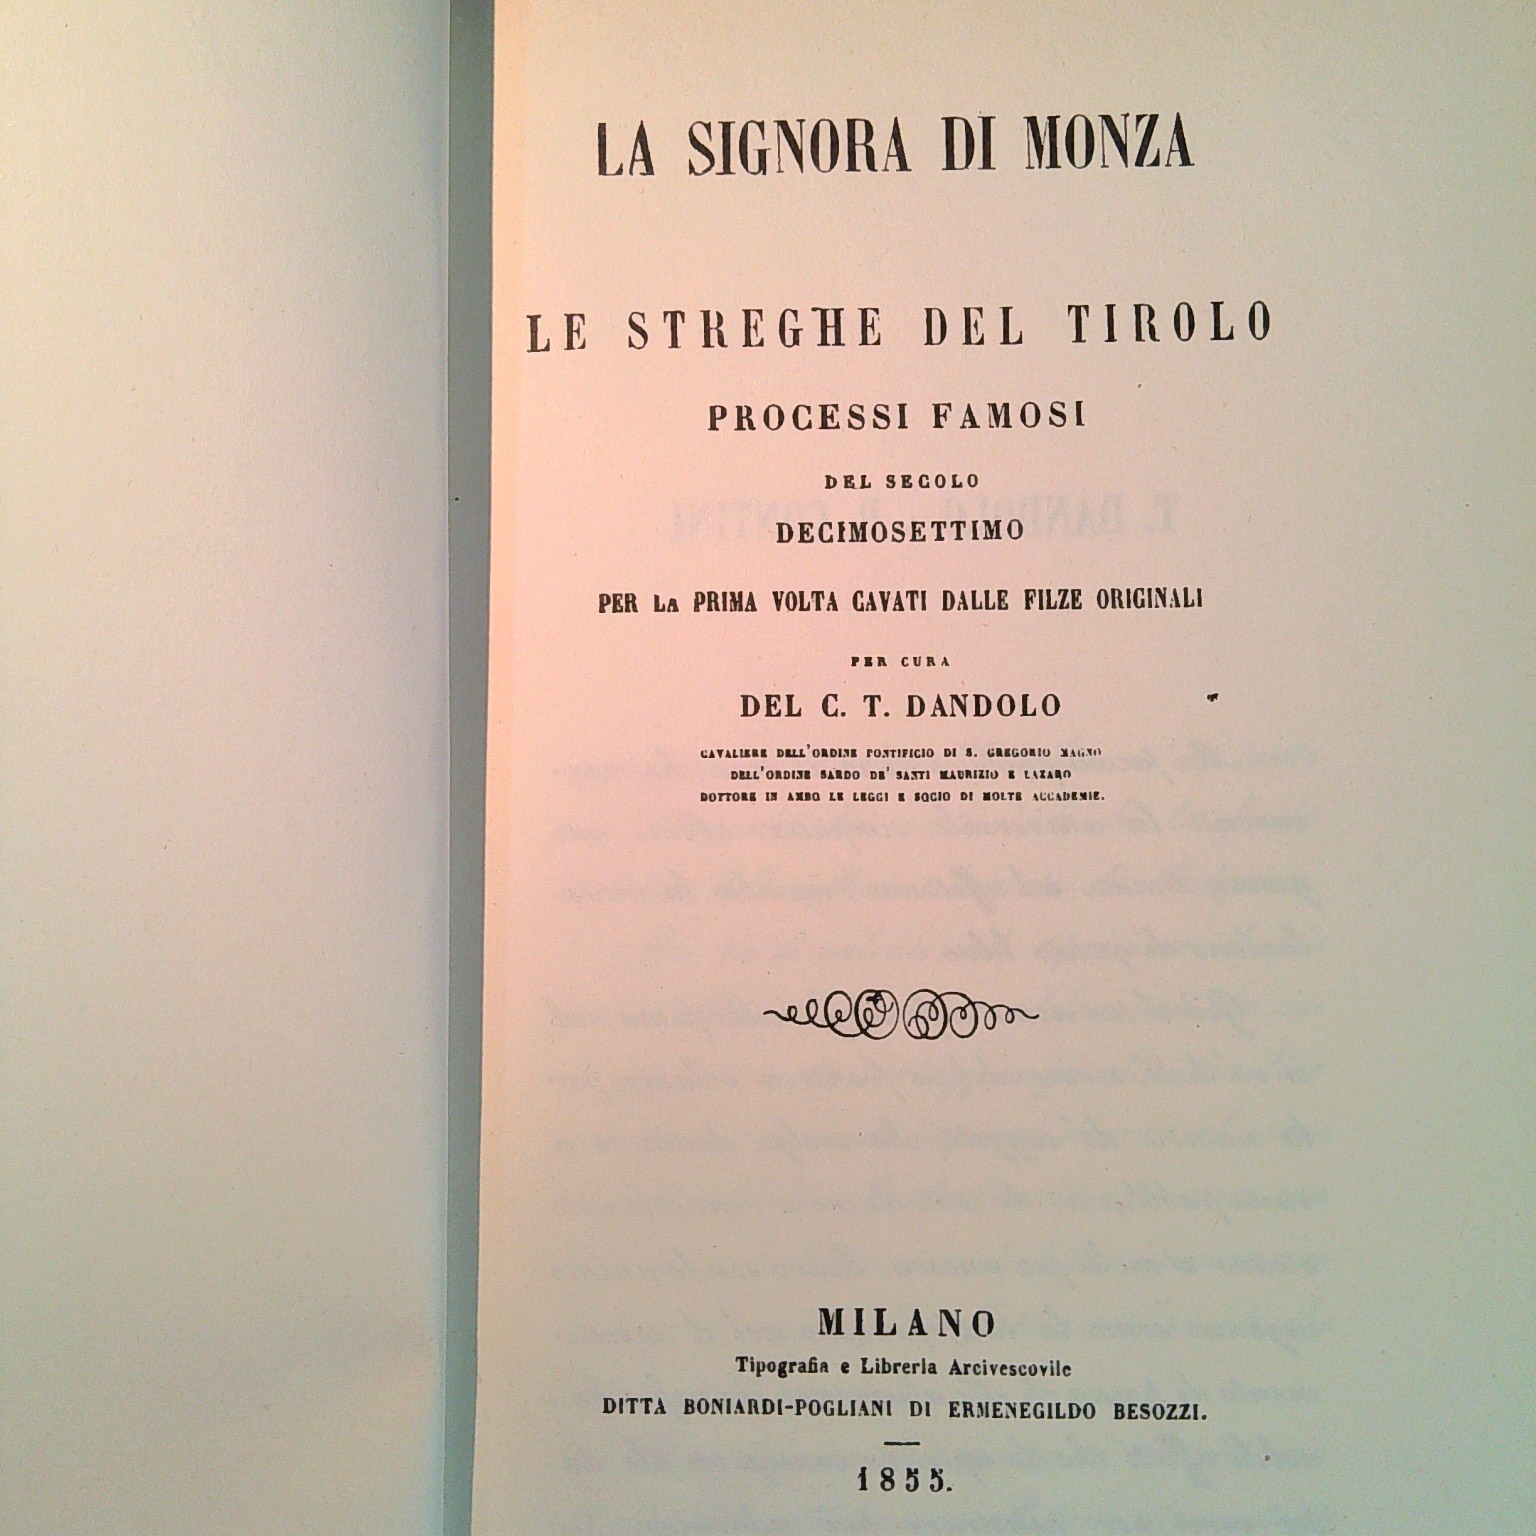 LA SIGNORA DI MONZA
LE STREGHE DEL TIROLO
PROCESSI FAMOSI
DEL SECOLO
DECIMOSETTIMO
PER LA PRIMA VOLTA CAVATI DALLE FILZE ORIGINALI
PER CURA
DEL C. T. DANDOLO
CAVALIERE DELL'ORDINE PONTIFICIO DI S. GREGORIO MAGNO
DELL'ORDINE SARDO DE' SANTI MAURIZIO E LAZARO
DOTTORE IN AMBO LE LEGGI E SOCIO DI MOLTE ACCADEMIE.
MILANO
Tipografia e Libreria Arcivescovile
DITTA BONIARDI-POGLIANI DI ERMENEGILDO BESOZZI.
1855.